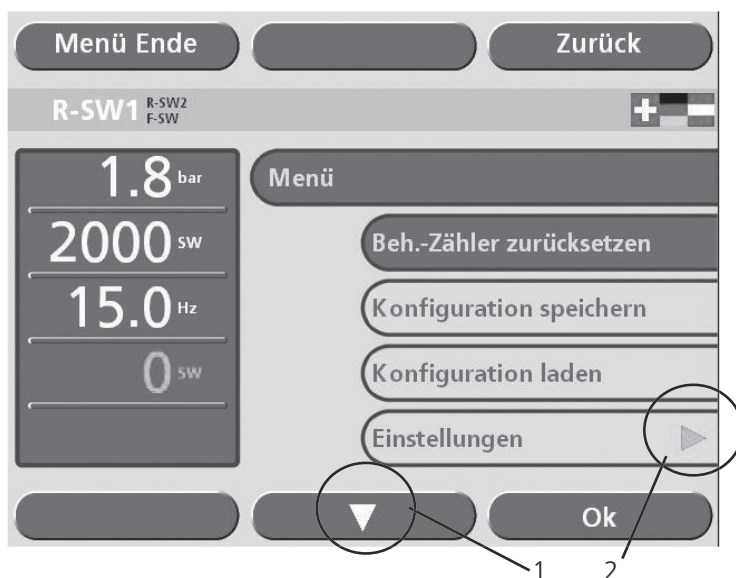 Menü Ende
Zurück
R-SW1 R-SW2
F-SW
1.8 bar
2000 SW
15.0 Hz
0 SW
Menü
Beh.-Zähler zurücksetzen
Konfiguration speichern
Konfiguration laden
Einstellungen
Ok
1 2